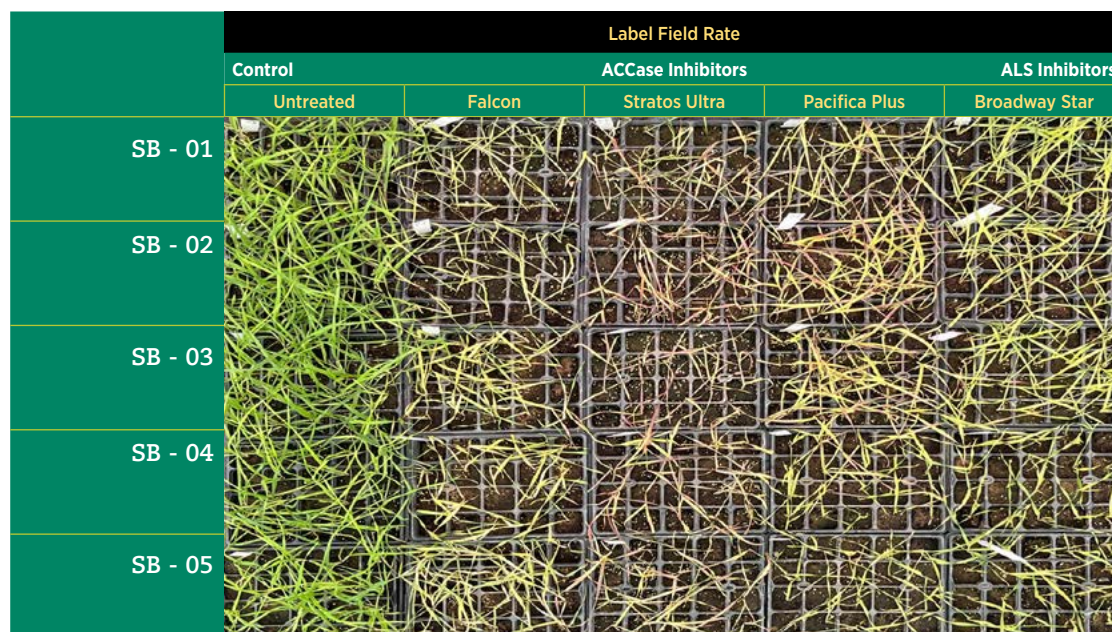 Label Field Rate
Control ACCase Inhibitors ALS Inhibitors
Untreated Falcon Stratos Ultra Pacifica Plus Broadway Star
SB - 01
SB - 02
SB - 03
SB - 04
SB - 05